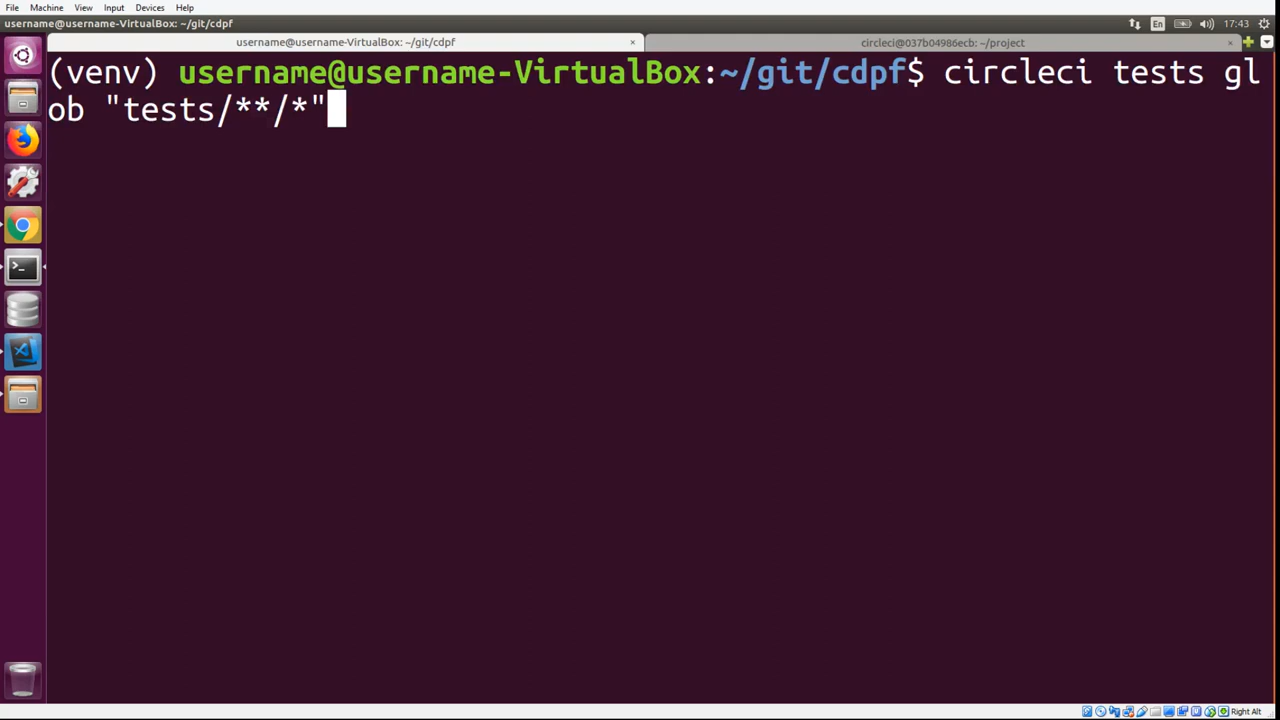 File Machine View Input Devices Help
username@username-VirtualBox: ~/git/cdpf
En
17:43
username@username-VirtualBox: ~/git/cdpf ×
circleci@037b04986ecb: ~/project ×
(venv) username@username-VirtualBox:~/git/cdpf$ circleci tests gl
ob "tests/**/*"
Right Alt